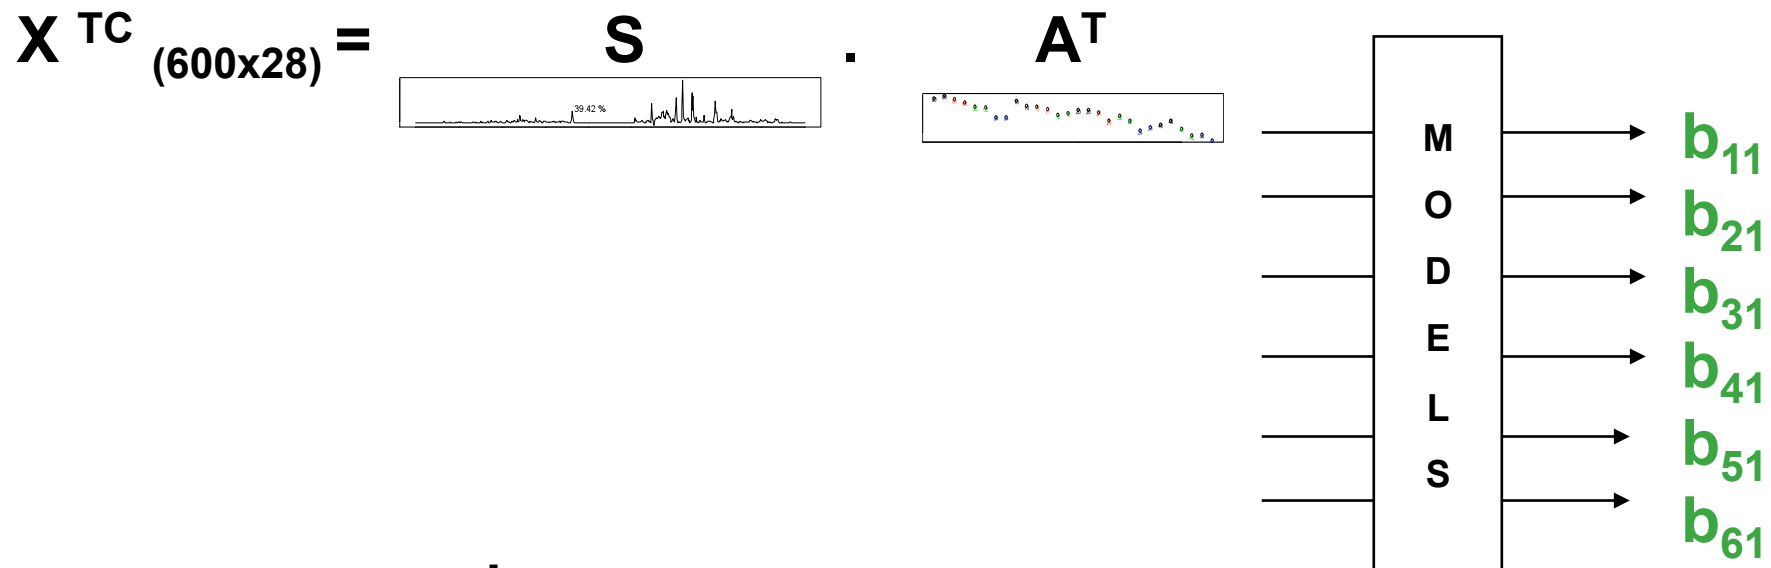 X TC (600x28) = S . Aᵀ
39.42 %
M
O
D
E
L
S
b₁₁
b₂₁
b₃₁
b₄₁
b₅₁
b₆₁